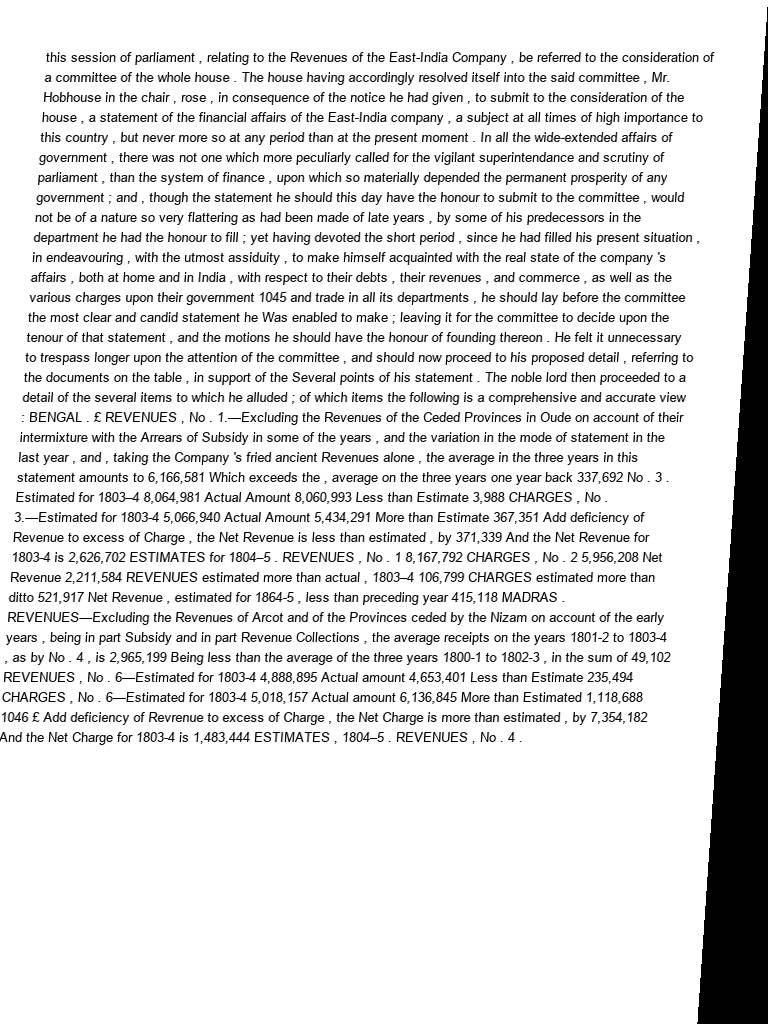 this session of parliament , relating to the Revenues of the East-India Company , be referred to the consideration of
a committee of the whole house . The house having accordingly resolved itself into the said committee , Mr.
Hobhouse in the chair , rose , in consequence of the notice he had given , to submit to the consideration of the
house , a statement of the financial affairs of the East-India company , a subject at all times of high importance to
this country , but never more so at any period than at the present moment . In all the wide-extended affairs of
government , there was not one which more peculiarly called for the vigilant superintendance and scrutiny of
parliament , than the system of finance , upon which so materially depended the permanent prosperity of any
government ; and , though the statement he should this day have the honour to submit to the committee , would
not be of a nature so very flattering as had been made of late years , by some of his predecessors in the
department he had the honour to fill ; yet having devoted the short period , since he had filled his present situation ,
in endeavouring , with the utmost assiduity , to make himself acquainted with the real state of the company 's
affairs , both at home and in India , with respect to their debts , their revenues , and commerce , as well as the
various charges upon their government 1045 and trade in all its departments , he should lay before the committee
the most clear and candid statement he Was enabled to make ; leaving it for the committee to decide upon the
tenour of that statement , and the motions he should have the honour of founding thereon . He felt it unnecessary
to trespass longer upon the attention of the committee , and should now proceed to his proposed detail , referring to
the documents on the table , in support of the Several points of his statement . The noble lord then proceeded to a
detail of the several items to which he alluded ; of which items the following is a comprehensive and accurate view
: BENGAL . £ REVENUES , No . 1.—Excluding the Revenues of the Ceded Provinces in Oude on account of their
intermixture with the Arrears of Subsidy in some of the years , and the variation in the mode of statement in the
last year , and , taking the Company 's fried ancient Revenues alone , the average in the three years in this
statement amounts to 6,166,581 Which exceeds the , average on the three years one year back 337,692 No . 3 .
Estimated for 1803–4 8,064,981 Actual Amount 8,060,993 Less than Estimate 3,988 CHARGES , No .
3.—Estimated for 1803-4 5,066,940 Actual Amount 5,434,291 More than Estimate 367,351 Add deficiency of
Revenue to excess of Charge , the Net Revenue is less than estimated , by 371,339 And the Net Revenue for
1803-4 is 2,626,702 ESTIMATES for 1804–5 . REVENUES , No . 1 8,167,792 CHARGES , No . 2 5,956,208 Net
Revenue 2,211,584 REVENUES estimated more than actual , 1803–4 106,799 CHARGES estimated more than
ditto 521,917 Net Revenue , estimated for 1864-5 , less than preceding year 415,118 MADRAS .
REVENUES—Excluding the Revenues of Arcot and of the Provinces ceded by the Nizam on account of the early
years , being in part Subsidy and in part Revenue Collections , the average receipts on the years 1801-2 to 1803-4
, as by No . 4 , is 2,965,199 Being less than the average of the three years 1800-1 to 1802-3 , in the sum of 49,102
REVENUES , No . 6—Estimated for 1803-4 4,888,895 Actual amount 4,653,401 Less than Estimate 235,494
CHARGES , No . 6—Estimated for 1803-4 5,018,157 Actual amount 6,136,845 More than Estimated 1,118,688
1046 £ Add deficiency of Revrenue to excess of Charge , the Net Charge is more than estimated , by 7,354,182
And the Net Charge for 1803-4 is 1,483,444 ESTIMATES , 1804–5 . REVENUES , No . 4 .